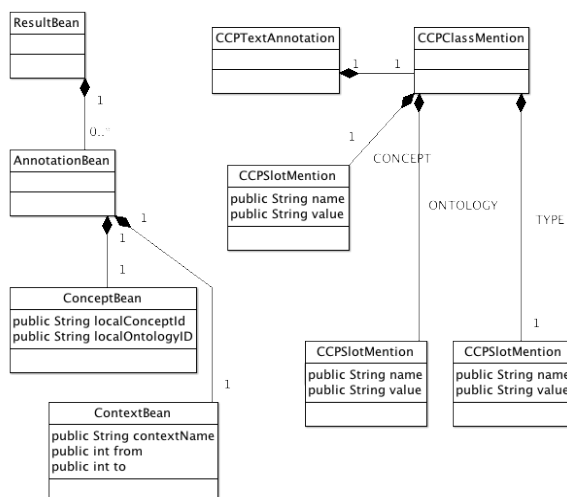 ResultBean
1
0..*
AnnotationBean
1
1
1
ConceptBean
public String localConceptId
public String localOntologyID
1
ContextBean
public String contextName
public int from
public int to
CCPTextAnnotation
1
1
CCPClassMention
1
CONCEPT
CCPSlotMention
public String name
public String value
ONTOLOGY
TYPE
1
CCPSlotMention
public String name
public String value
CCPSlotMention
public String name
public String value